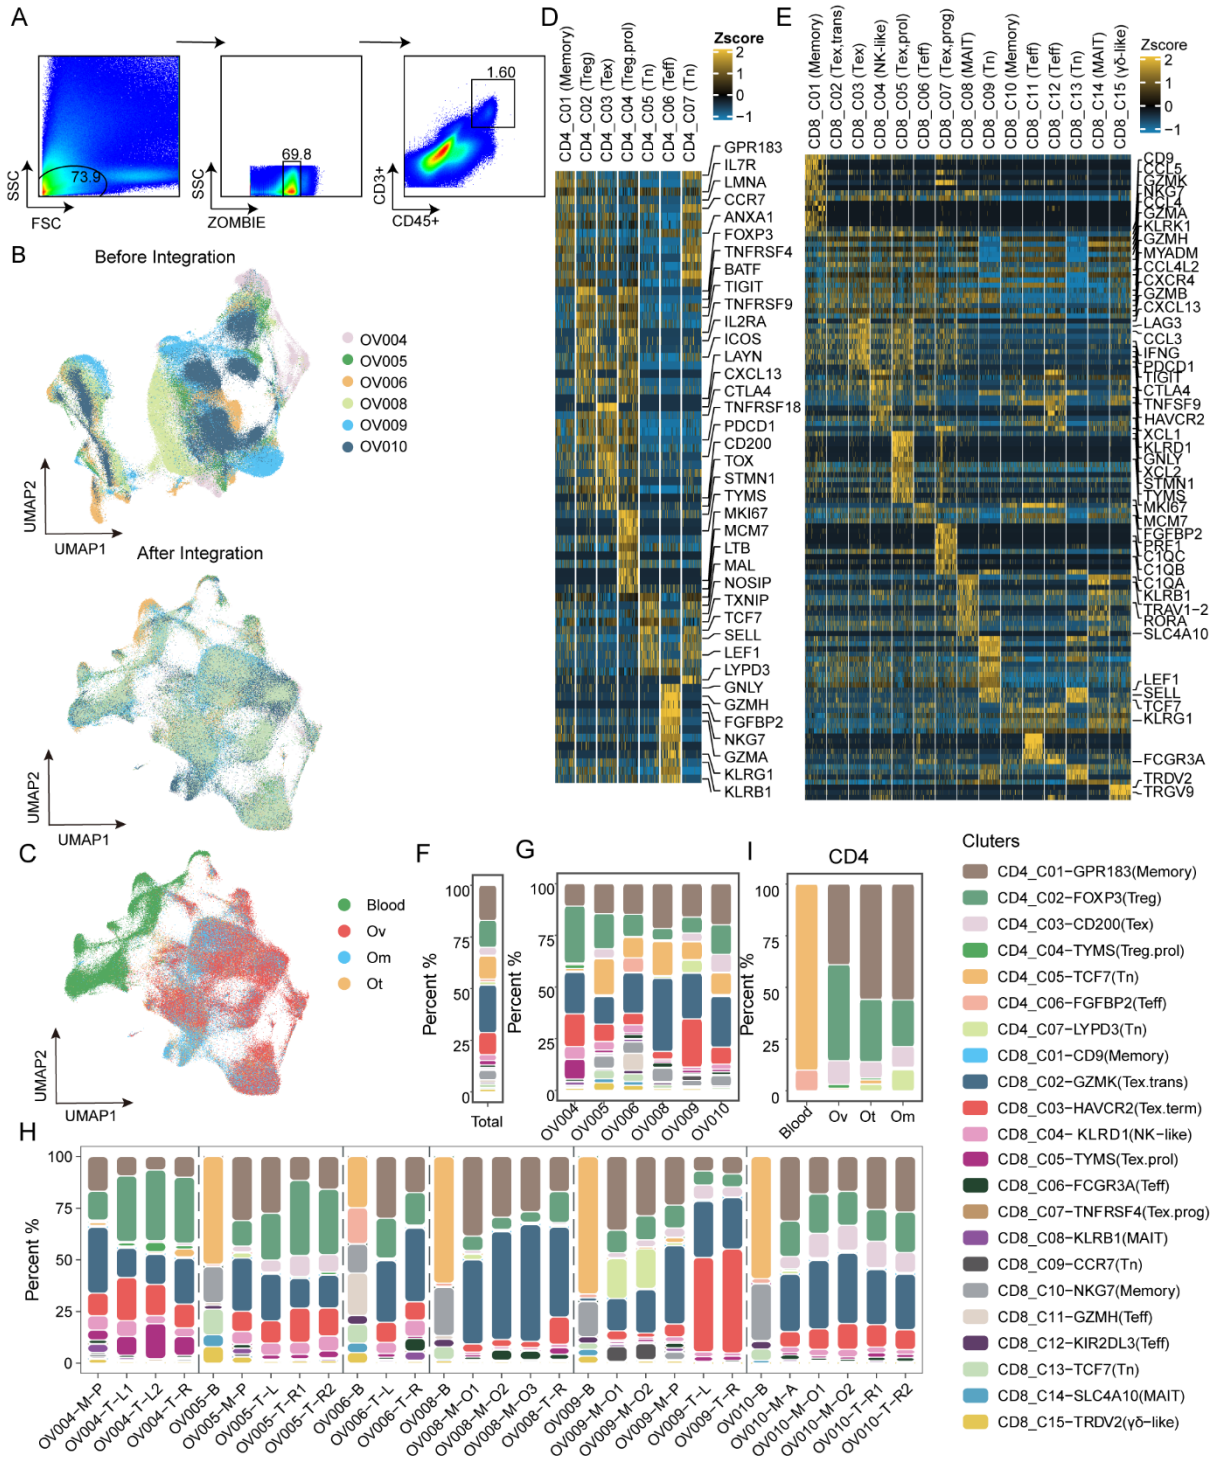 A
SSC
FSC
73.9
SSC
ZOMBIE
69.8
CD3+
CD45+
1.60
B
Before Integration
UMAP2
UMAP1
OV004
OV005
OV006
OV008
OV009
OV010
After Integration
UMAP2
UMAP1
C
UMAP2
UMAP1
Blood
Ov
Om
Ot
D
CD4_C01 (Memory)
CD4_C02 (Treg)
CD4_C03 (Tex)
CD4_C04 (Treg.prol)
CD4_C05 (Tn)
CD4_C06 (Teff)
CD4_C07 (Tn)
Zscore
2
1
0
−1
GPR183
IL7R
LMNA
CCR7
ANXA1
FOXP3
TNFRSF4
BATF
TIGIT
TNFRSF9
IL2RA
ICOS
LAYN
CXCL13
CTLA4
TNFRSF18
PDCD1
CD200
TOX
STMN1
TYMS
MKI67
MCM7
LTB
MAL
NOSIP
TXNIP
TCF7
SELL
LEF1
LYPD3
GNLY
GZMH
FGFBP2
NKG7
GZMA
KLRG1
KLRB1
E
CD8_C01 (Memory)
CD8_C02 (Tex.trans)
CD8_C03 (Tex)
CD8_C04 (NK-like)
CD8_C05 (Tex.prol)
CD8_C06 (Teff)
CD8_C07 (Tex.prog)
CD8_C08 (MAIT)
CD8_C09 (Tn)
CD8_C10 (Memory)
CD8_C11 (Teff)
CD8_C12 (Teff)
CD8_C13 (Tn)
CD8_C14 (MAIT)
CD8_C15 (γδ-like)
Zscore
2
1
0
−1
CD9
CCL5
GZMK
NKG7
CCL4
GZMA
KLRK1
GZMH
MYADM
CCL4L2
CXCR4
GZMB
CXCL13
LAG3
CCL3
IFNG
PDCD1
TIGIT
CTLA4
TNFSF9
HAVCR2
XCL1
KLRD1
GNLY
XCL2
STMN1
TYMS
MKI67
MCM7
FGFBP2
PRF1
C1QC
C1QB
C1QA
KLRB1
TRAV1-2
RORA
SLC4A10
LEF1
SELL
TCF7
KLRG1
FCGR3A
TRDV2
TRGV9
F
Percent %
100
75
50
25
0
Total
G
Percent %
100
75
50
25
0
OV004
OV005
OV006
OV008
OV009
OV010
I
CD4
Percent %
100
75
50
25
0
Blood
Ov
Ot
Om
Cluters
CD4_C01−GPR183(Memory)
CD4_C02−FOXP3(Treg)
CD4_C03−CD200(Tex)
CD4_C04−TYMS(Treg.prol)
CD4_C05−TCF7(Tn)
CD4_C06−FGFBP2(Teff)
CD4_C07−LYPD3(Tn)
CD8_C01−CD9(Memory)
CD8_C02−GZMK(Tex.trans)
CD8_C03−HAVCR2(Tex.term)
CD8_C04− KLRD1(NK−like)
CD8_C05−TYMS(Tex.prol)
CD8_C06−FCGR3A(Teff)
CD8_C07−TNFRSF4(Tex.prog)
CD8_C08−KLRB1(MAIT)
CD8_C09−CCR7(Tn)
CD8_C10−NKG7(Memory)
CD8_C11−GZMH(Teff)
CD8_C12−KIR2DL3(Teff)
CD8_C13−TCF7(Tn)
CD8_C14−SLC4A10(MAIT)
CD8_C15−TRDV2(γδ−like)
H
Percent %
100
75
50
25
0
OV004-M-P
OV004-T-L1
OV004-T-L2
OV004-T-R
OV005-B
OV005-M-P
OV005-T-L
OV005-T-R1
OV005-T-R2
OV006-B
OV006-T-L
OV006-T-R
OV008-B
OV008-M-O1
OV008-M-O2
OV008-M-O3
OV008-T-R
OV009-B
OV009-M-O1
OV009-M-O2
OV009-M-P
OV009-T-L
OV009-T-R
OV010-B
OV010-M-A
OV010-M-O1
OV010-M-O2
OV010-T-R1
OV010-T-R2